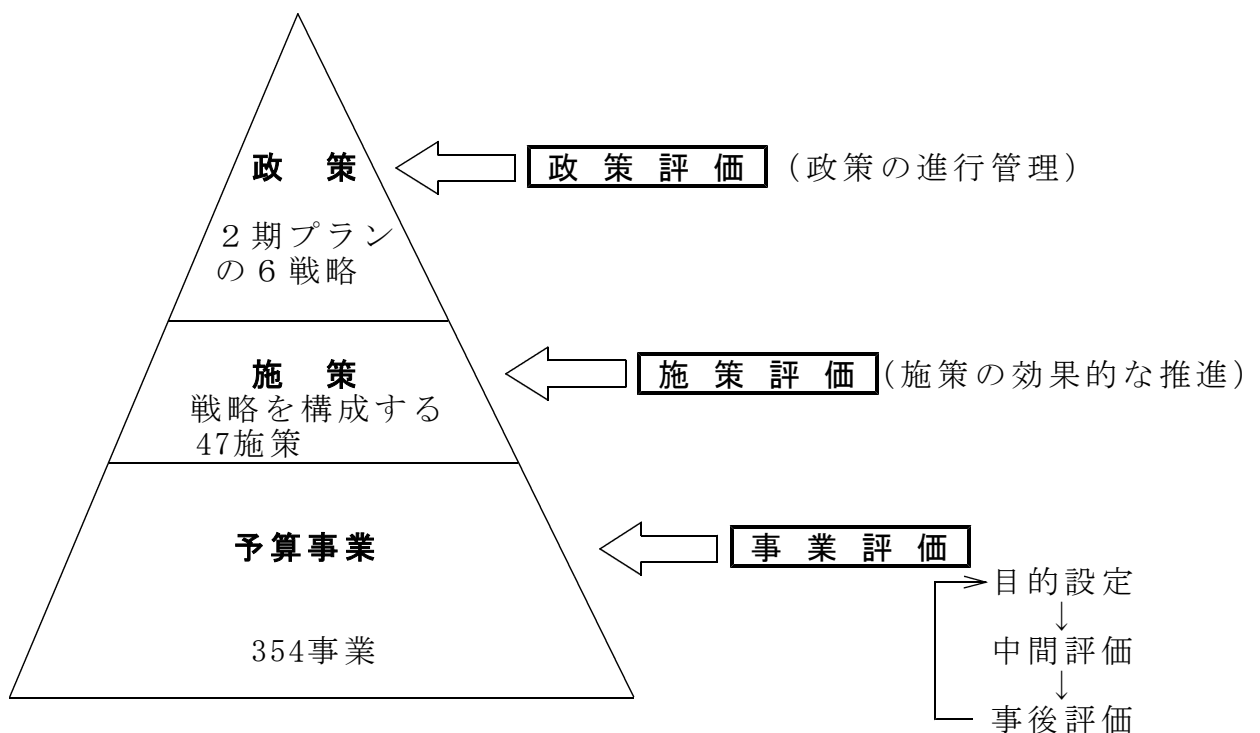 政 策
政 策 評 価 (政策の進行管理)
２期プラン
の６戦略
施 策
施 策 評 価 (施策の効果的な推進)
戦略を構成する
47施策
予算事業
事 業 評 価
目的設定
↓
354事業
中間評価
↓
事後評価